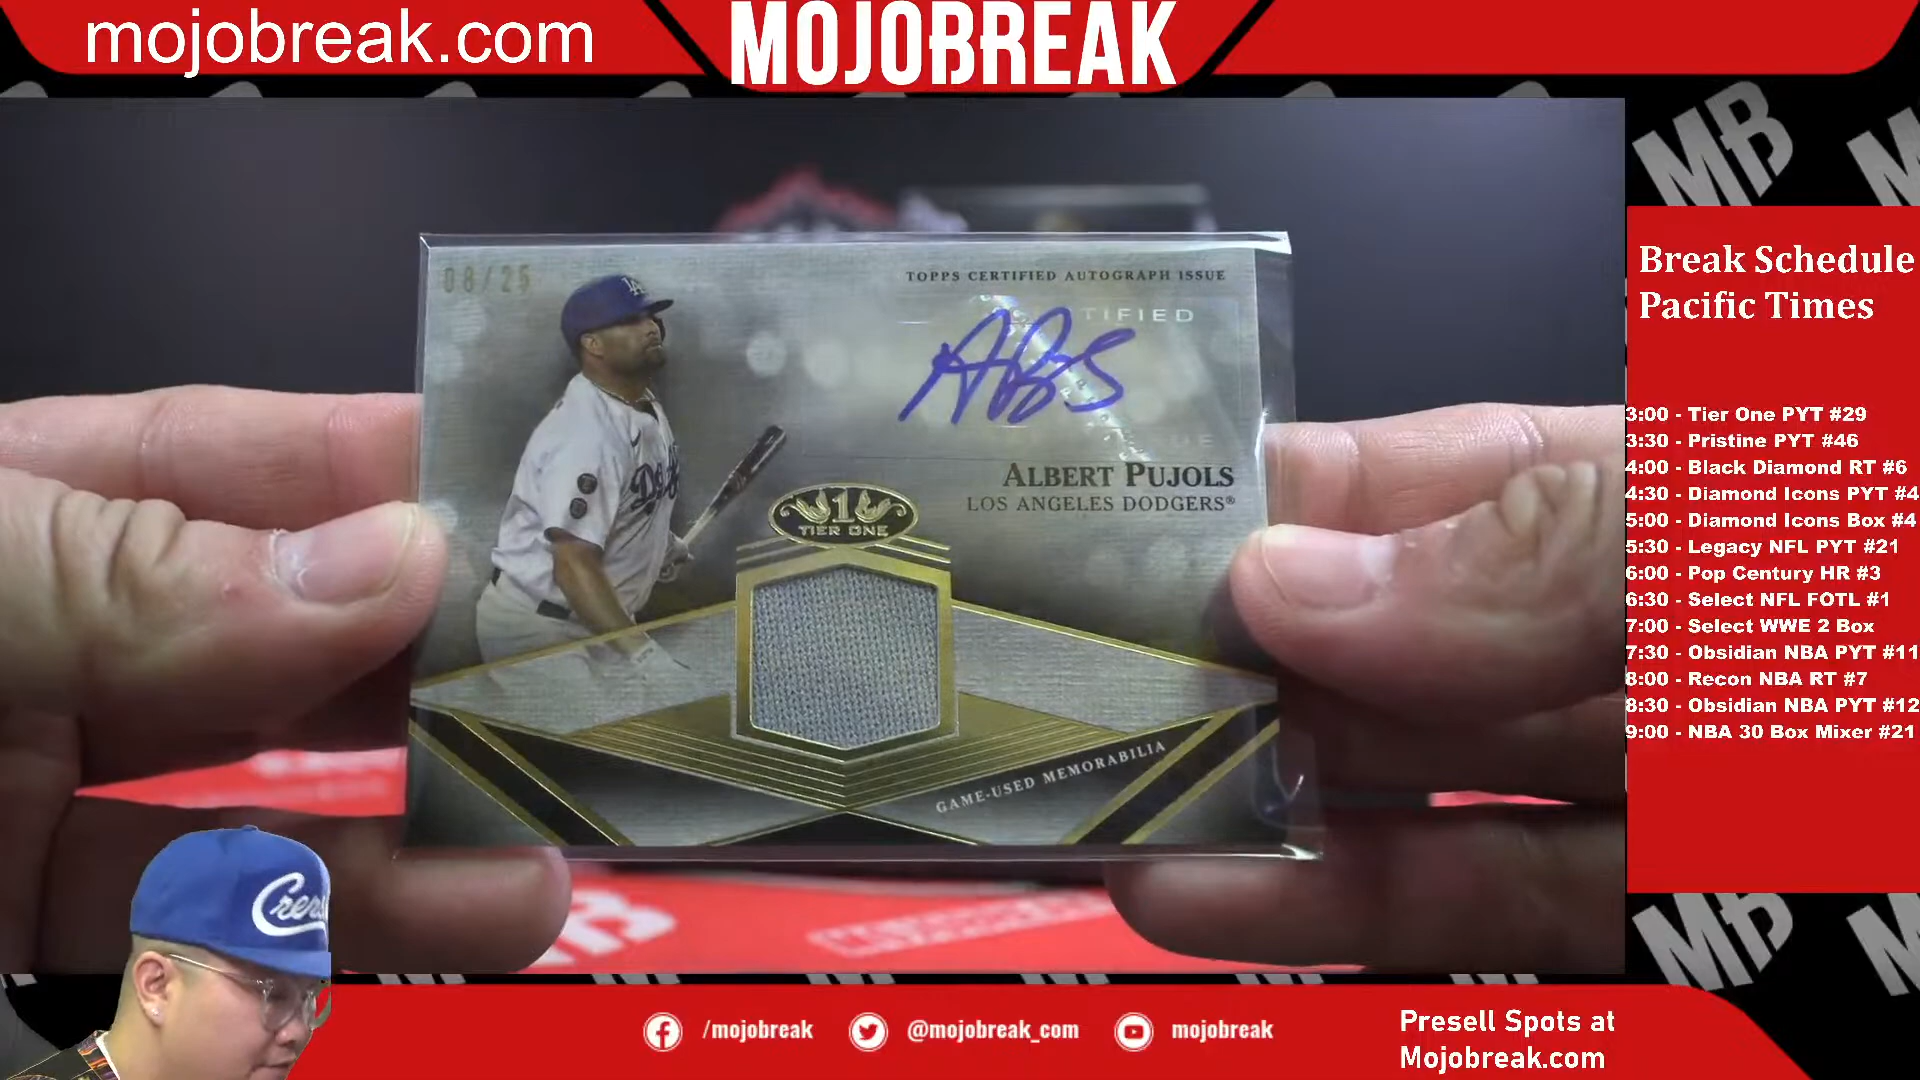 mojobreak.com
MOJOBREAK
MB
08/25
TOPPS CERTIFIED AUTOGRAPH ISSUE
TIFIED
LA
ALBERT PUJOLS
LOS ANGELES DODGERS®
1
TIER ONE
GAME-USED MEMORABILIA
Break Schedule
Pacific Times
3:00 - Tier One PYT #29
3:30 - Pristine PYT #46
4:00 - Black Diamond RT #6
4:30 - Diamond Icons PYT #4
5:00 - Diamond Icons Box #4
5:30 - Legacy NFL PYT #21
6:00 - Pop Century HR #3
6:30 - Select NFL FOTL #1
7:00 - Select WWE 2 Box
7:30 - Obsidian NBA PYT #11
8:00 - Recon NBA RT #7
8:30 - Obsidian NBA PYT #12
9:00 - NBA 30 Box Mixer #21
MB
/mojobreak
@mojobreak_com
mojobreak
Presell Spots at
Mojobreak.com